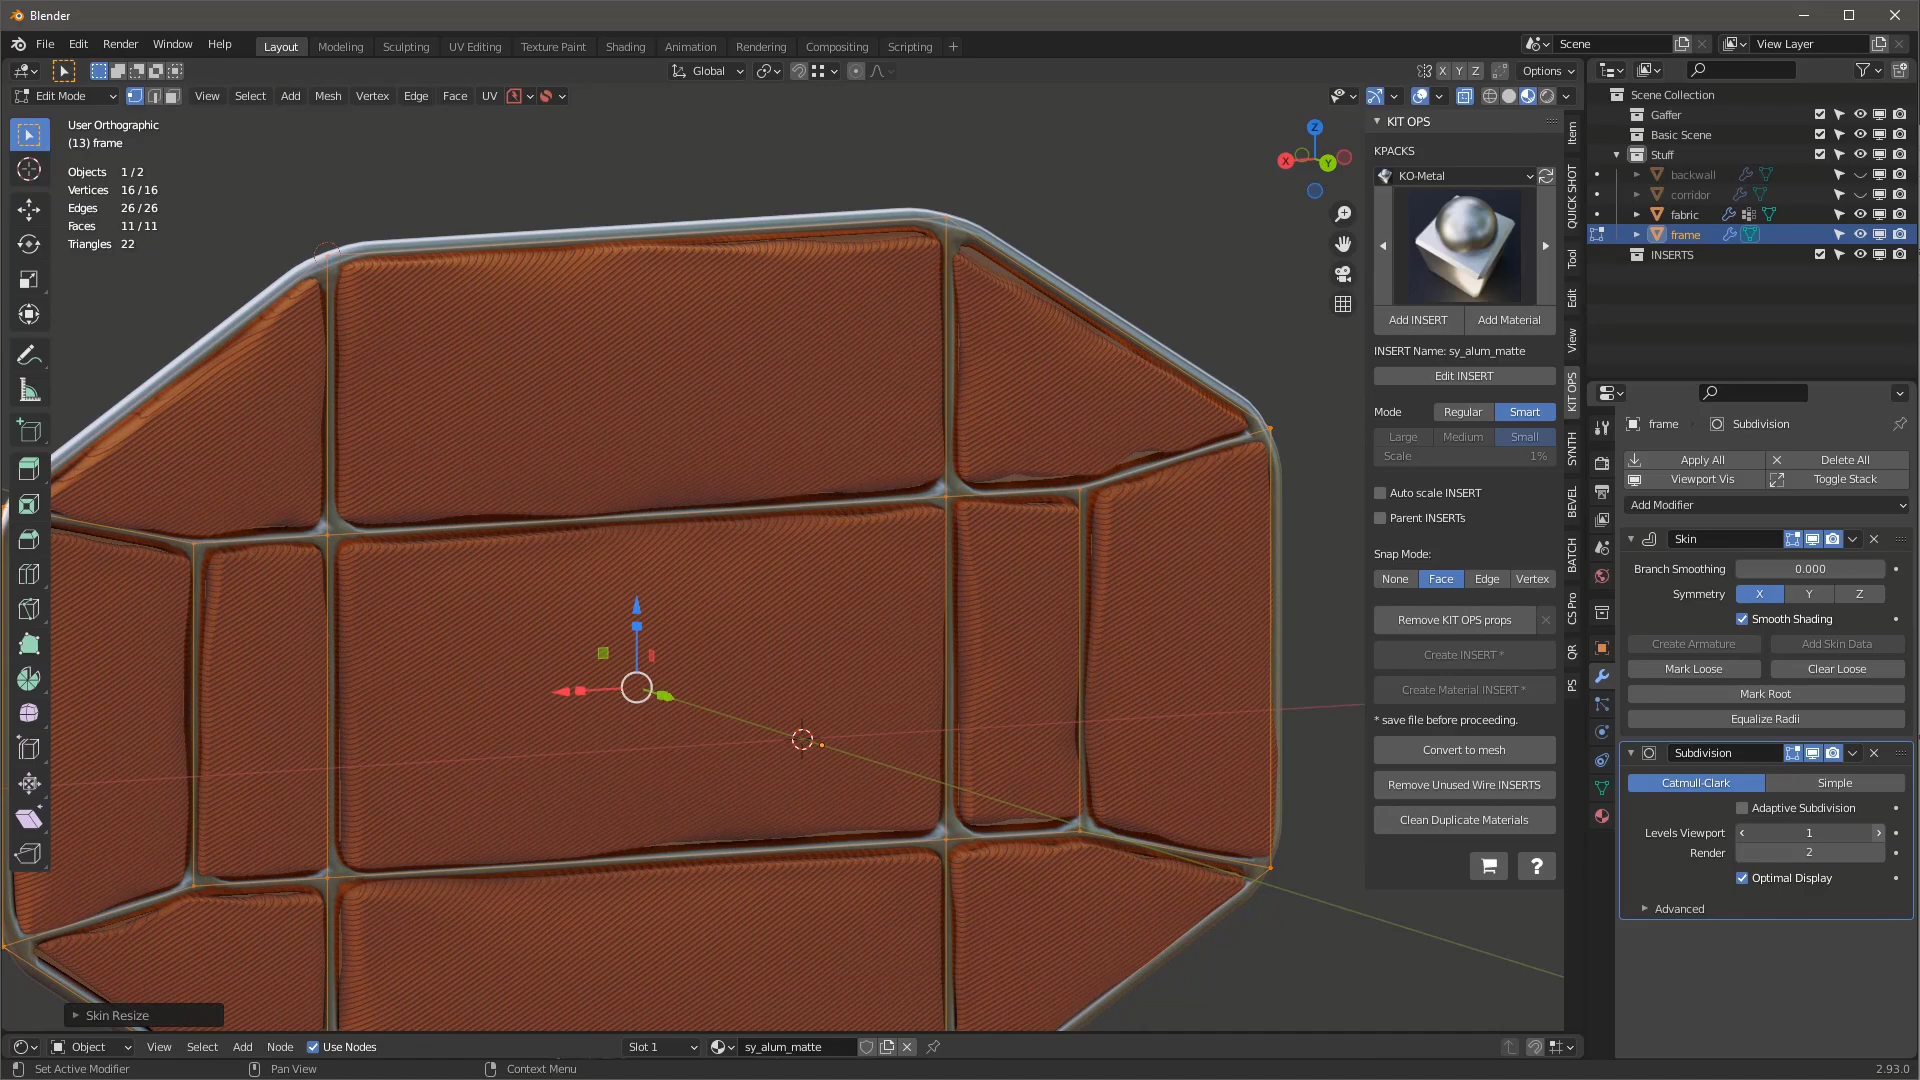 Blender
File Edit Render Window Help Layout Modeling Sculpting UV Editing Texture Paint Shading Animation Rendering Compositing Scripting + Scene View Layer
Global X Y Z Options
Edit Mode View Select Add Mesh Vertex Edge Face UV
User Orthographic
(13) frame
Objects 1 / 2
Vertices 16 / 16
Edges 26 / 26
Faces 11 / 11
Triangles 22
Z
X
Y
KIT OPS
KPACKS
KO-Metal
Add INSERT Add Material
INSERT Name: sy_alum_matte
Edit INSERT
Mode Regular Smart
Large Medium Small
Scale 1%
Auto scale INSERT
Parent INSERTs
Snap Mode:
None Face Edge Vertex
Remove KIT OPS props
Create INSERT *
Create Material INSERT *
* save file before proceeding.
Convert to mesh
Remove Unused Wire INSERTS
Clean Duplicate Materials
?
Item
QUICK SHOT
Tool
Edit
View
KIT OPS
SYNTH
BEVEL
BATCH
CS Pro
QR
PS
Scene Collection
Gaffer
Basic Scene
Stuff
backwall
corridor
fabric
frame
INSERTS
frame Subdivision
Apply All Delete All
Viewport Vis Toggle Stack
Add Modifier
Skin
Branch Smoothing 0.000
Symmetry X Y Z
Smooth Shading
Create Armature Add Skin Data
Mark Loose Clear Loose
Mark Root
Equalize Radii
Subdivision
Catmull-Clark Simple
Adaptive Subdivision
Levels Viewport 1
Render 2
Optimal Display
Advanced
Skin Resize
Object View Select Add Node Use Nodes Slot 1 sy_alum_matte
Set Active Modifier Pan View Context Menu 2.93.0